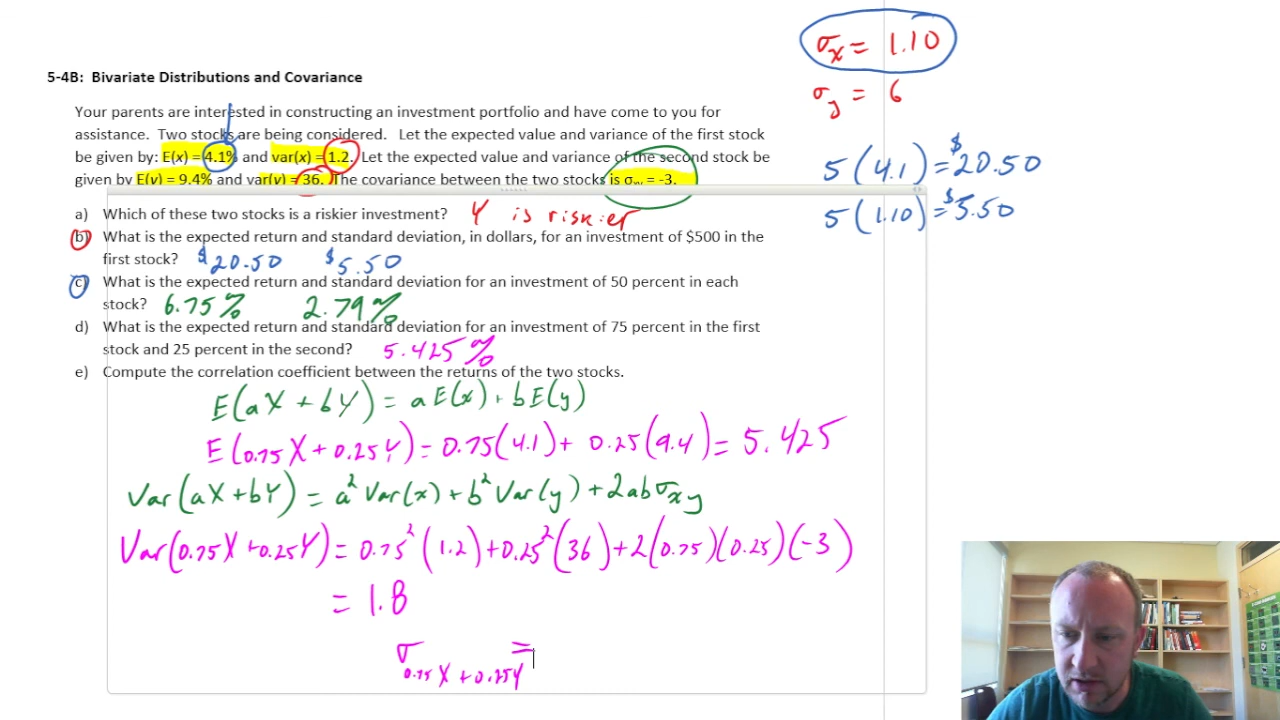 σx = 1.10
5-4B: Bivariate Distributions and Covariance
σy = 6
Your parents are interested in constructing an investment portfolio and have come to you for
assistance. Two stocks are being considered. Let the expected value and variance of the first stock
be given by: E(x) = 4.1% and var(x) = 1.2. Let the expected value and variance of the second stock be
given by E(y) = 9.4% and var(y) = 36. The covariance between the two stocks is σxy = -3.
5 (4.1) = $20.50
5 (1.10) = $5.50
a) Which of these two stocks is a riskier investment? Y is riskier
b) What is the expected return and standard deviation, in dollars, for an investment of $500 in the
first stock? $20.50 $5.50
c) What is the expected return and standard deviation for an investment of 50 percent in each
stock? 6.75% 2.79%
d) What is the expected return and standard deviation for an investment of 75 percent in the first
stock and 25 percent in the second? 5.425%
e) Compute the correlation coefficient between the returns of the two stocks.
E(aX + bY) = aE(x) + bE(y)
E(0.75X + 0.25Y) = 0.75(4.1) + 0.25(9.4) = 5.425
Var(aX + bY) = a² Var(x) + b² Var(y) + 2abσxy
Var(0.75X + 0.25Y) = 0.75² (1.2) + 0.25² (36) + 2(0.75)(0.25)(-3)
= 1.8
σ0.75X + 0.25Y =